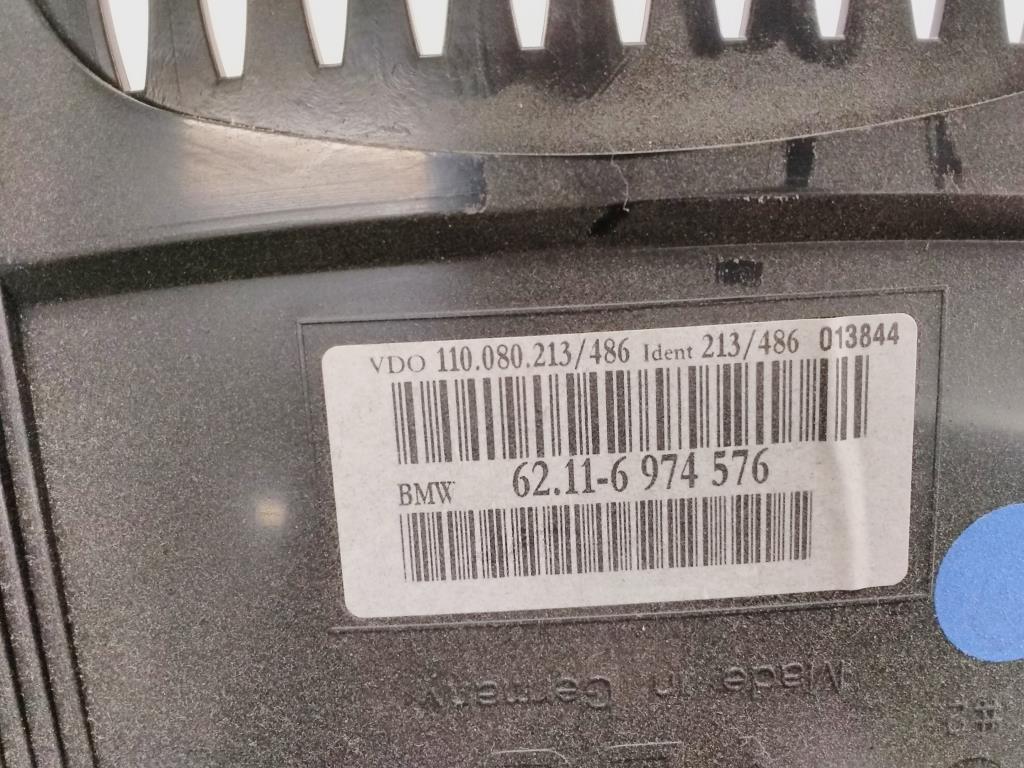 VDO 110.080.213/486 Ident 213/486 013844
BMW 62.11-6 974 576
Made in Germany